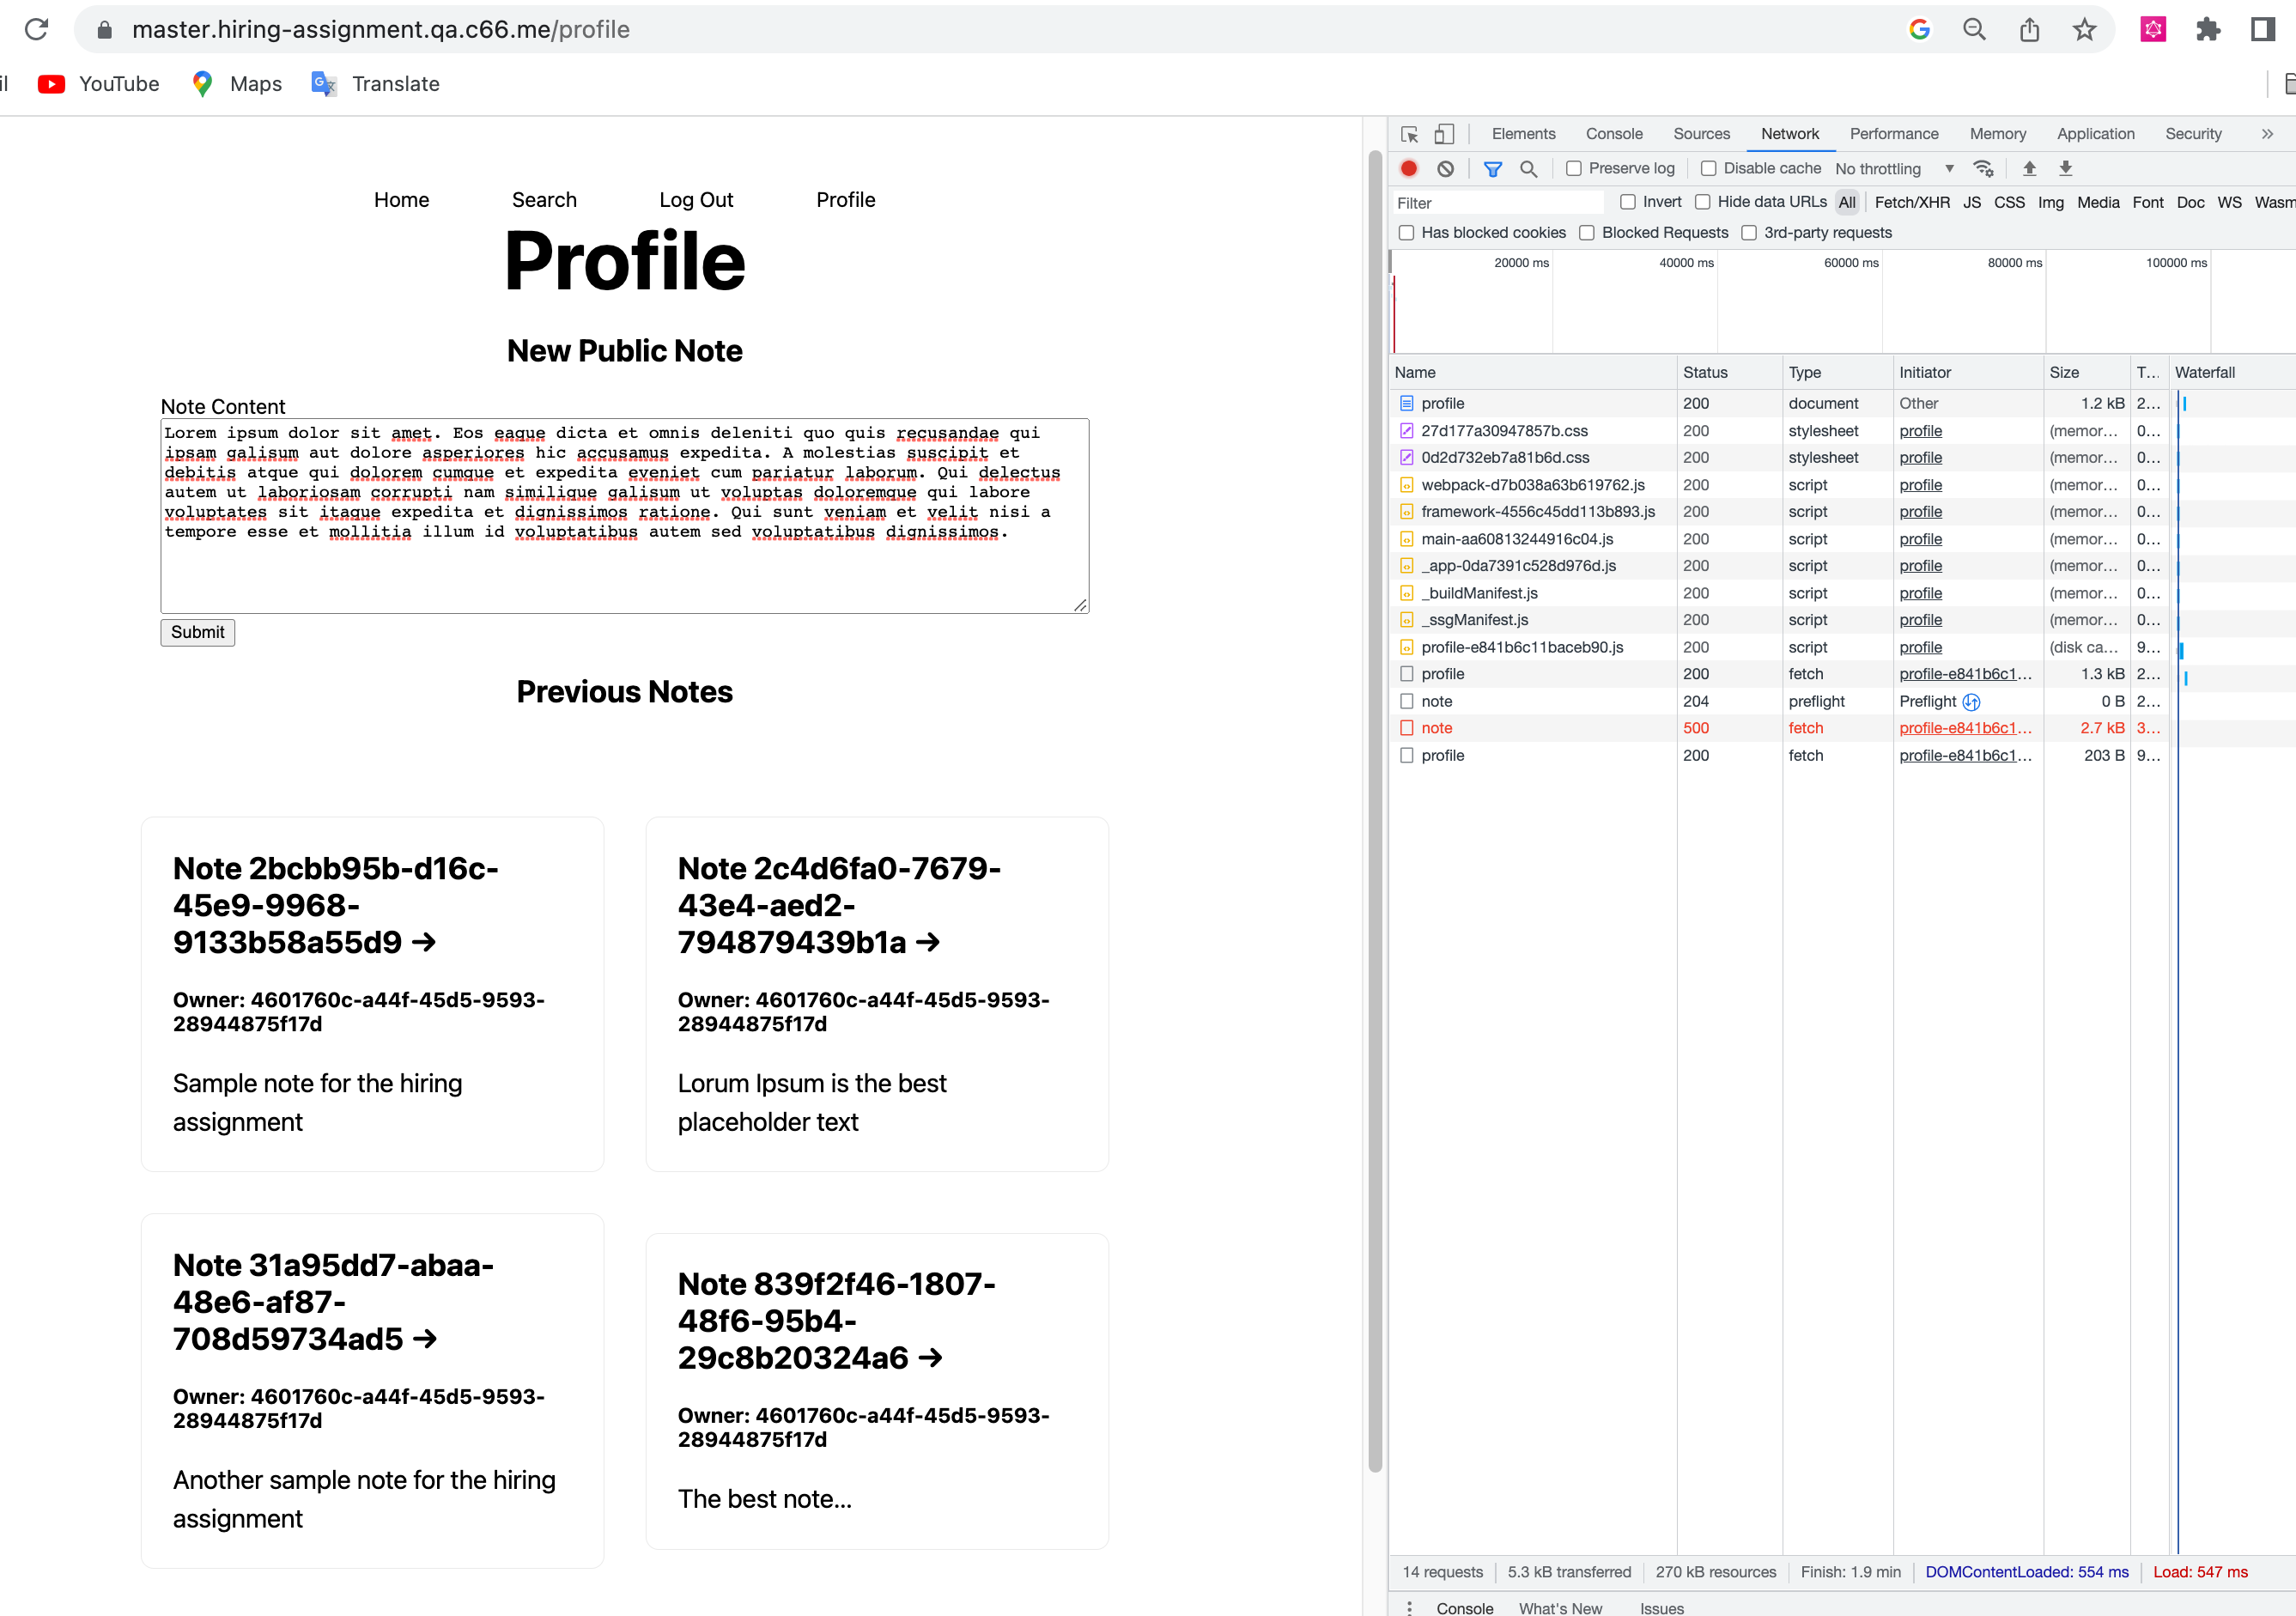 master.hiring-assignment.qa.c66.me/profile
il YouTube Maps Translate
Home Search Log Out Profile
Profile
New Public Note
Note Content
Lorem ipsum dolor sit amet. Eos eaque dicta et omnis deleniti quo quis recusandae qui
ipsam galisum aut dolore asperiores hic accusamus expedita. A molestias suscipit et
debitis atque qui dolorem cumque et expedita eveniet cum pariatur laborum. Qui delectus
autem ut laboriosam corrupti nam similique galisum ut voluptas doloremque qui labore
voluptates sit itaque expedita et dignissimos ratione. Qui sunt veniam et velit nisi a
tempore esse et mollitia illum id voluptatibus autem sed voluptatibus dignissimos.
Submit
Previous Notes
Note 2bcbb95b-d16c-
45e9-9968-
9133b58a55d9 →
Owner: 4601760c-a44f-45d5-9593-
28944875f17d
Sample note for the hiring
assignment
Note 2c4d6fa0-7679-
43e4-aed2-
794879439b1a →
Owner: 4601760c-a44f-45d5-9593-
28944875f17d
Lorum Ipsum is the best
placeholder text
Note 31a95dd7-abaa-
48e6-af87-
708d59734ad5 →
Owner: 4601760c-a44f-45d5-9593-
28944875f17d
Another sample note for the hiring
assignment
Note 839f2f46-1807-
48f6-95b4-
29c8b20324a6 →
Owner: 4601760c-a44f-45d5-9593-
28944875f17d
The best note...
Elements Console Sources Network Performance Memory Application Security »
Preserve log Disable cache No throttling
Filter Invert Hide data URLs All Fetch/XHR JS CSS Img Media Font Doc WS Wasm
Has blocked cookies Blocked Requests 3rd-party requests
20000 ms 40000 ms 60000 ms 80000 ms 100000 ms
Name Status Type Initiator Size T... Waterfall
profile 200 document Other 1.2 kB 2...
27d177a30947857b.css 200 stylesheet profile (memor... 0...
0d2d732eb7a81b6d.css 200 stylesheet profile (memor... 0...
webpack-d7b038a63b619762.js 200 script profile (memor... 0...
framework-4556c45dd113b893.js 200 script profile (memor... 0...
main-aa60813244916c04.js 200 script profile (memor... 0...
_app-0da7391c528d976d.js 200 script profile (memor... 0...
_buildManifest.js 200 script profile (memor... 0...
_ssgManifest.js 200 script profile (memor... 0...
profile-e841b6c11baceb90.js 200 script profile (disk ca... 9...
profile 200 fetch profile-e841b6c1... 1.3 kB 2...
note 204 preflight Preflight 0 B 2...
note 500 fetch profile-e841b6c1... 2.7 kB 3...
profile 200 fetch profile-e841b6c1... 203 B 9...
14 requests 5.3 kB transferred 270 kB resources Finish: 1.9 min DOMContentLoaded: 554 ms Load: 547 ms
Console What's New Issues